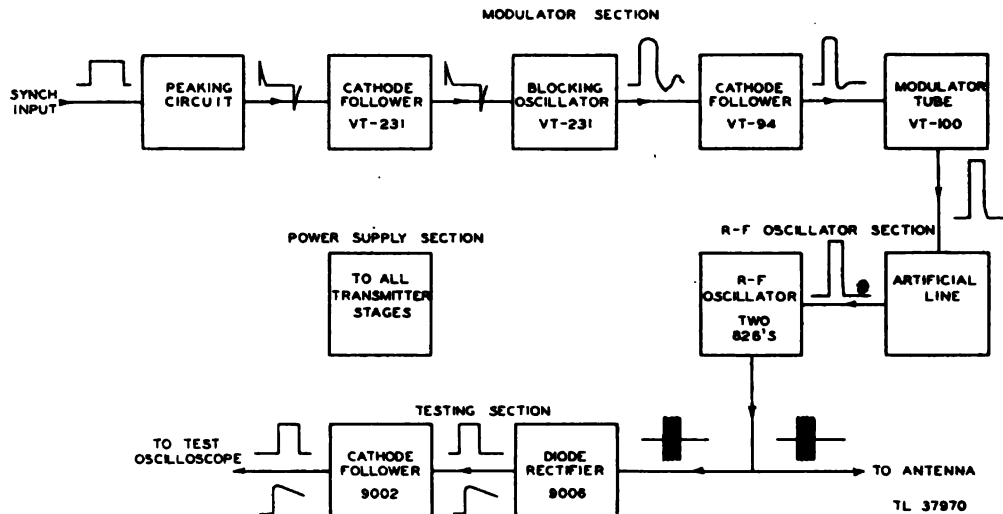 MODULATOR SECTION
SYNCH
INPUT
PEAKING
CIRCUIT
CATHODE
FOLLOWER
VT-231
BLOCKING
OSCILLATOR
VT-231
CATHODE
FOLLOWER
VT-94
MODULATOR
TUBE
VT-100
POWER SUPPLY SECTION
TO ALL
TRANSMITTER
STAGES
R-F OSCILLATOR SECTION
R-F
OSCILLATOR
TWO
826'S
ARTIFICIAL
LINE
TESTING SECTION
TO TEST
OSCILLOSCOPE
CATHODE
FOLLOWER
9002
DIODE
RECTIFIER
9006
TO ANTENNA
TL 37970